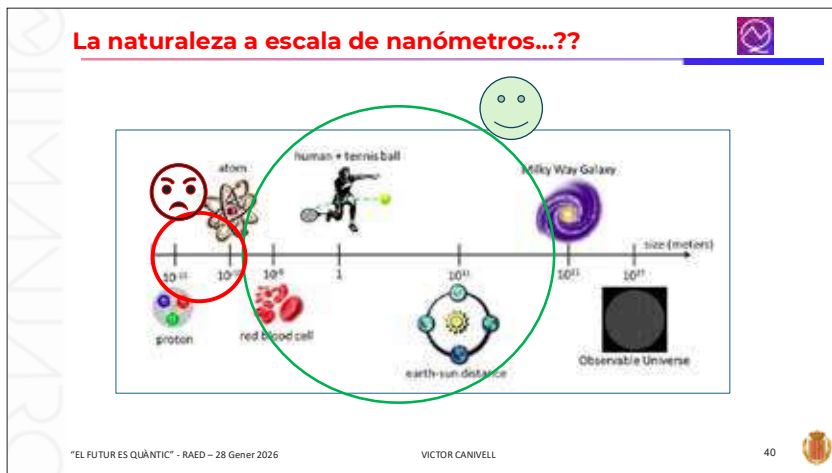 La naturaleza a escala de nanómetros...??
human + tennis ball
atom
Milky Way Galaxy
size (meters)
1
proton
red blood cell
earth-sun distance
Observable Universe
"EL FUTUR ES QUÀNTIC" - RAED – 28 Gener 2026
VICTOR CANIVELL
40